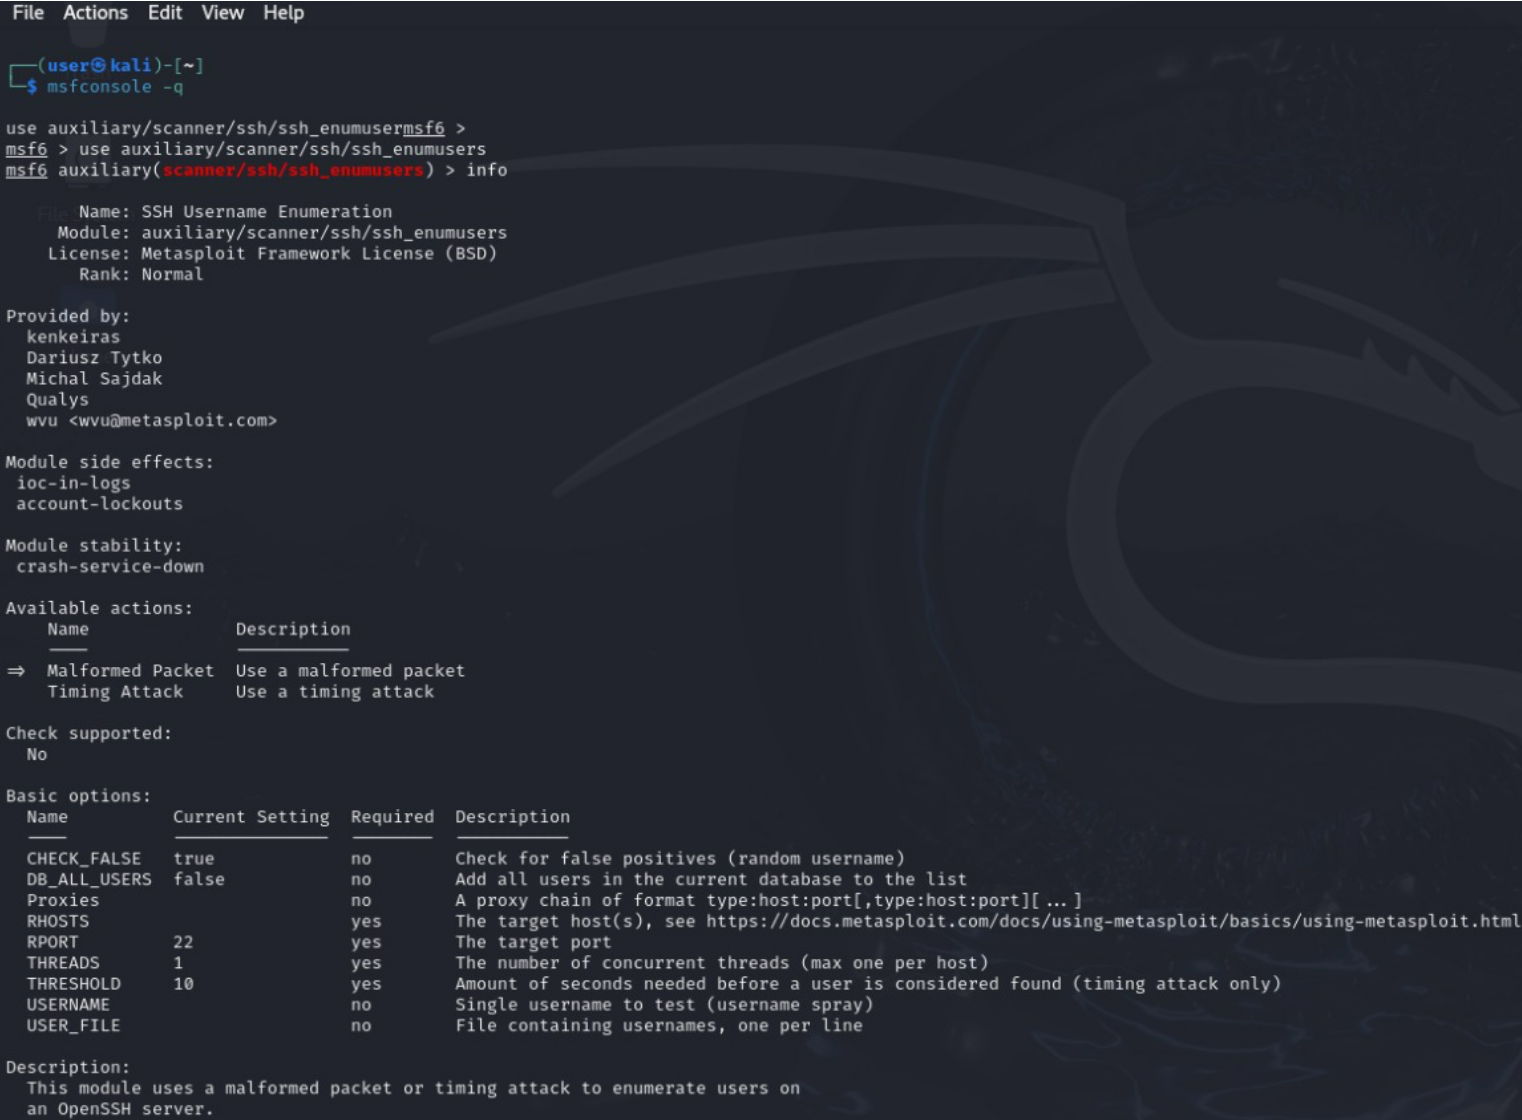 File Actions Edit View Help
┌──(user㉿kali)-[~]
└─$ msfconsole -q
use auxiliary/scanner/ssh/ssh_enumusermsf6 >
msf6 > use auxiliary/scanner/ssh/ssh_enumusers
msf6 auxiliary(scanner/ssh/ssh_enumusers) > info
Name: SSH Username Enumeration
Module: auxiliary/scanner/ssh/ssh_enumusers
License: Metasploit Framework License (BSD)
Rank: Normal
Provided by:
kenkeiras
Dariusz Tytko
Michal Sajdak
Qualys
wvu <wvu@metasploit.com>
Module side effects:
ioc-in-logs
account-lockouts
Module stability:
crash-service-down
Available actions:
Name Description
⇒ Malformed Packet Use a malformed packet
Timing Attack Use a timing attack
Check supported:
No
Basic options:
Name Current Setting Required Description
CHECK_FALSE true no Check for false positives (random username)
DB_ALL_USERS false no Add all users in the current database to the list
Proxies no A proxy chain of format type:host:port[,type:host:port][...]
RHOSTS yes The target host(s), see https://docs.metasploit.com/docs/using-metasploit/basics/using-metasploit.html
RPORT 22 yes The target port
THREADS 1 yes The number of concurrent threads (max one per host)
THRESHOLD 10 yes Amount of seconds needed before a user is considered found (timing attack only)
USERNAME no Single username to test (username spray)
USER_FILE no File containing usernames, one per line
Description:
This module uses a malformed packet or timing attack to enumerate users on
an OpenSSH server.